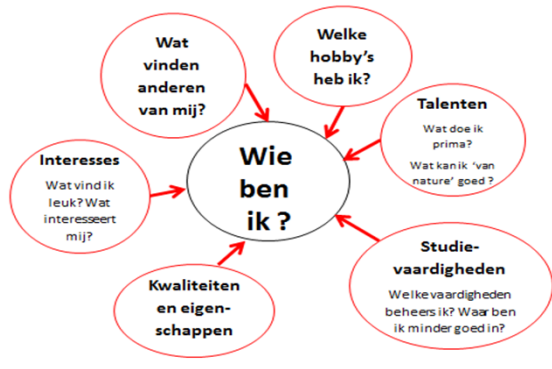 Wat
vinden
anderen
van mij?
Welke
hobby's
heb ik?
Talenten
Wat doe ik
prima?
Wat kan ik 'van
nature' goed ?
Interesses
Wat vind ik
leuk? Wat
interesseert
mij?
Wie
ben
ik ?
Studie-
vaardigheden
Welke vaardigheden
beheers ik? Waar ben
ik minder goed in?
Kwaliteiten
en eigen-
schappen